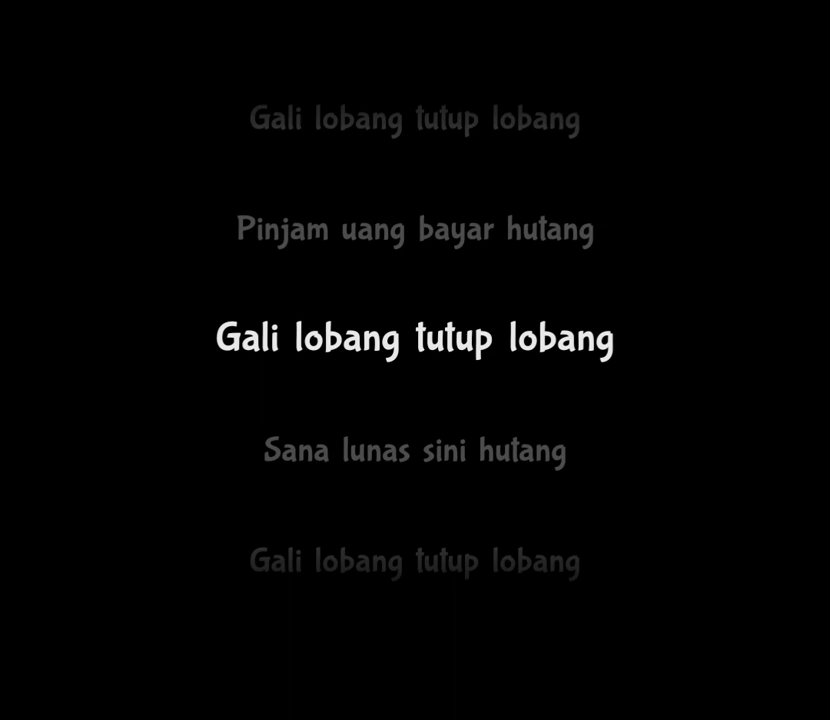 Gali lobang tutup lobang
Pinjam uang bayar hutang
Gali lobang tutup lobang
Sana lunas sini hutang
Gali lobang tutup lobang